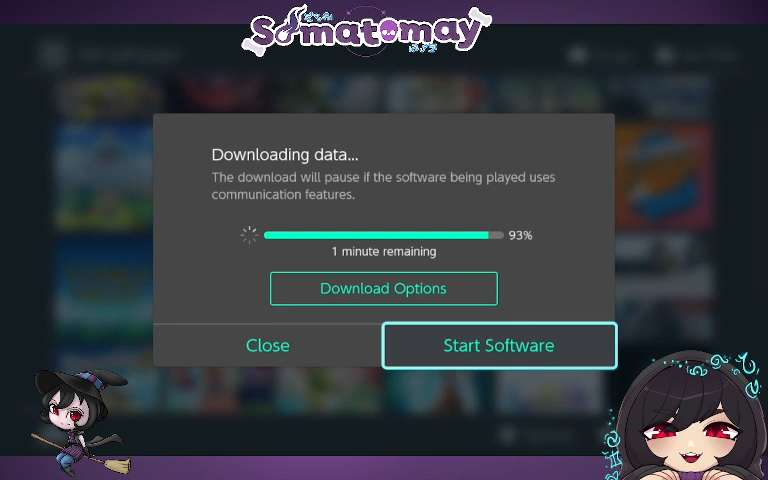 Somatomay
Downloading data...
The download will pause if the software being played uses
communication features.
93%
1 minute remaining
Download Options
Close
Start Software